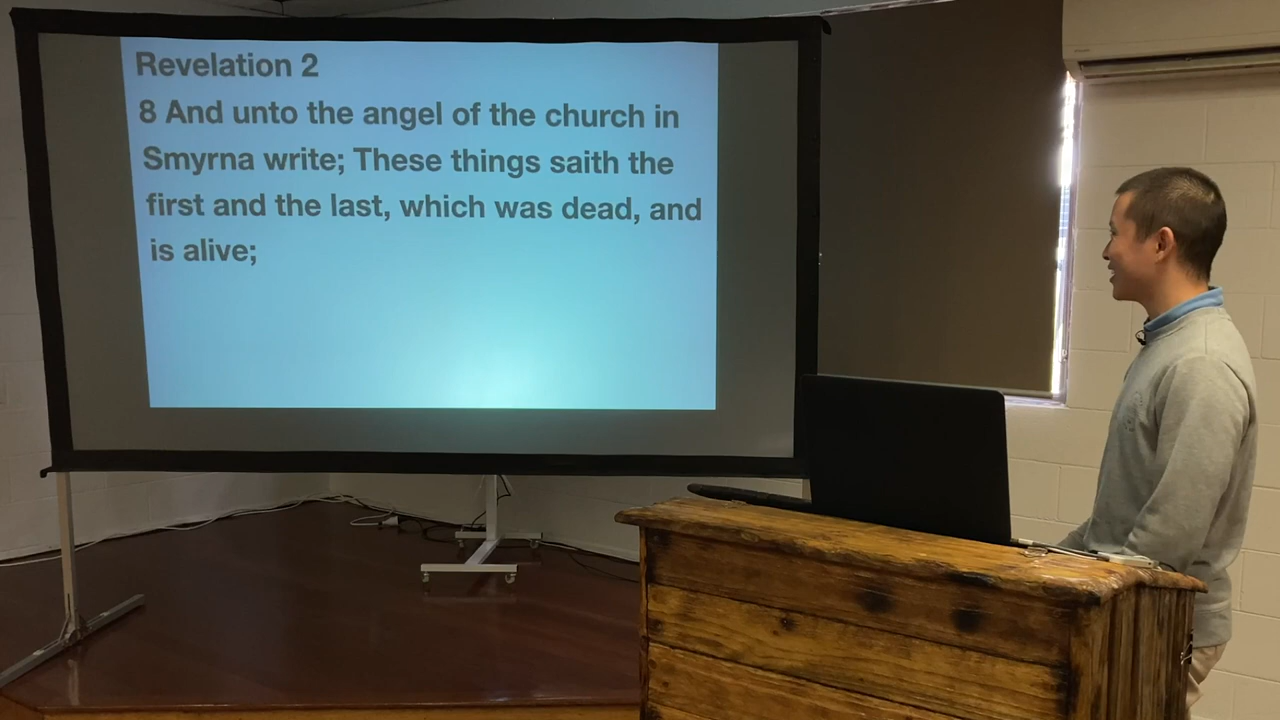 Revelation 2
8 And unto the angel of the church in
Smyrna write; These things saith the
first and the last, which was dead, and
is alive;